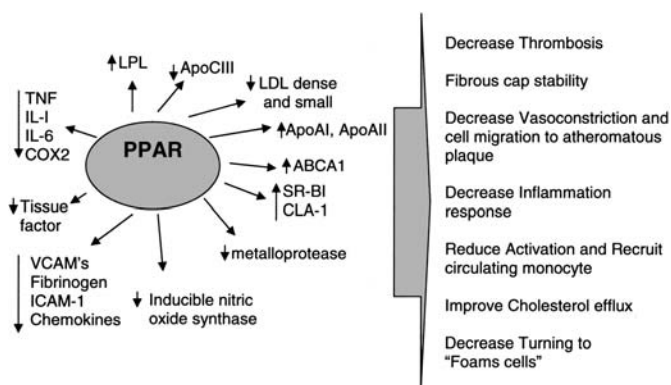 ↑LPL
↓ApoCIII
↓LDL dense
and small
↑ApoAI, ApoAII
↑ABCA1
↑SR-BI
CLA-1
↓metalloprotease
↓Inducible nitric
oxide synthase
↓VCAM's
Fibrinogen
ICAM-1
Chemokines
↓Tissue
factor
↓TNF
IL-I
IL-6
COX2
PPAR
Decrease Thrombosis
Fibrous cap stability
Decrease Vasoconstriction and
cell migration to atheromatous
plaque
Decrease Inflammation
response
Reduce Activation and Recruit
circulating monocyte
Improve Cholesterol efflux
Decrease Turning to
"Foams cells"